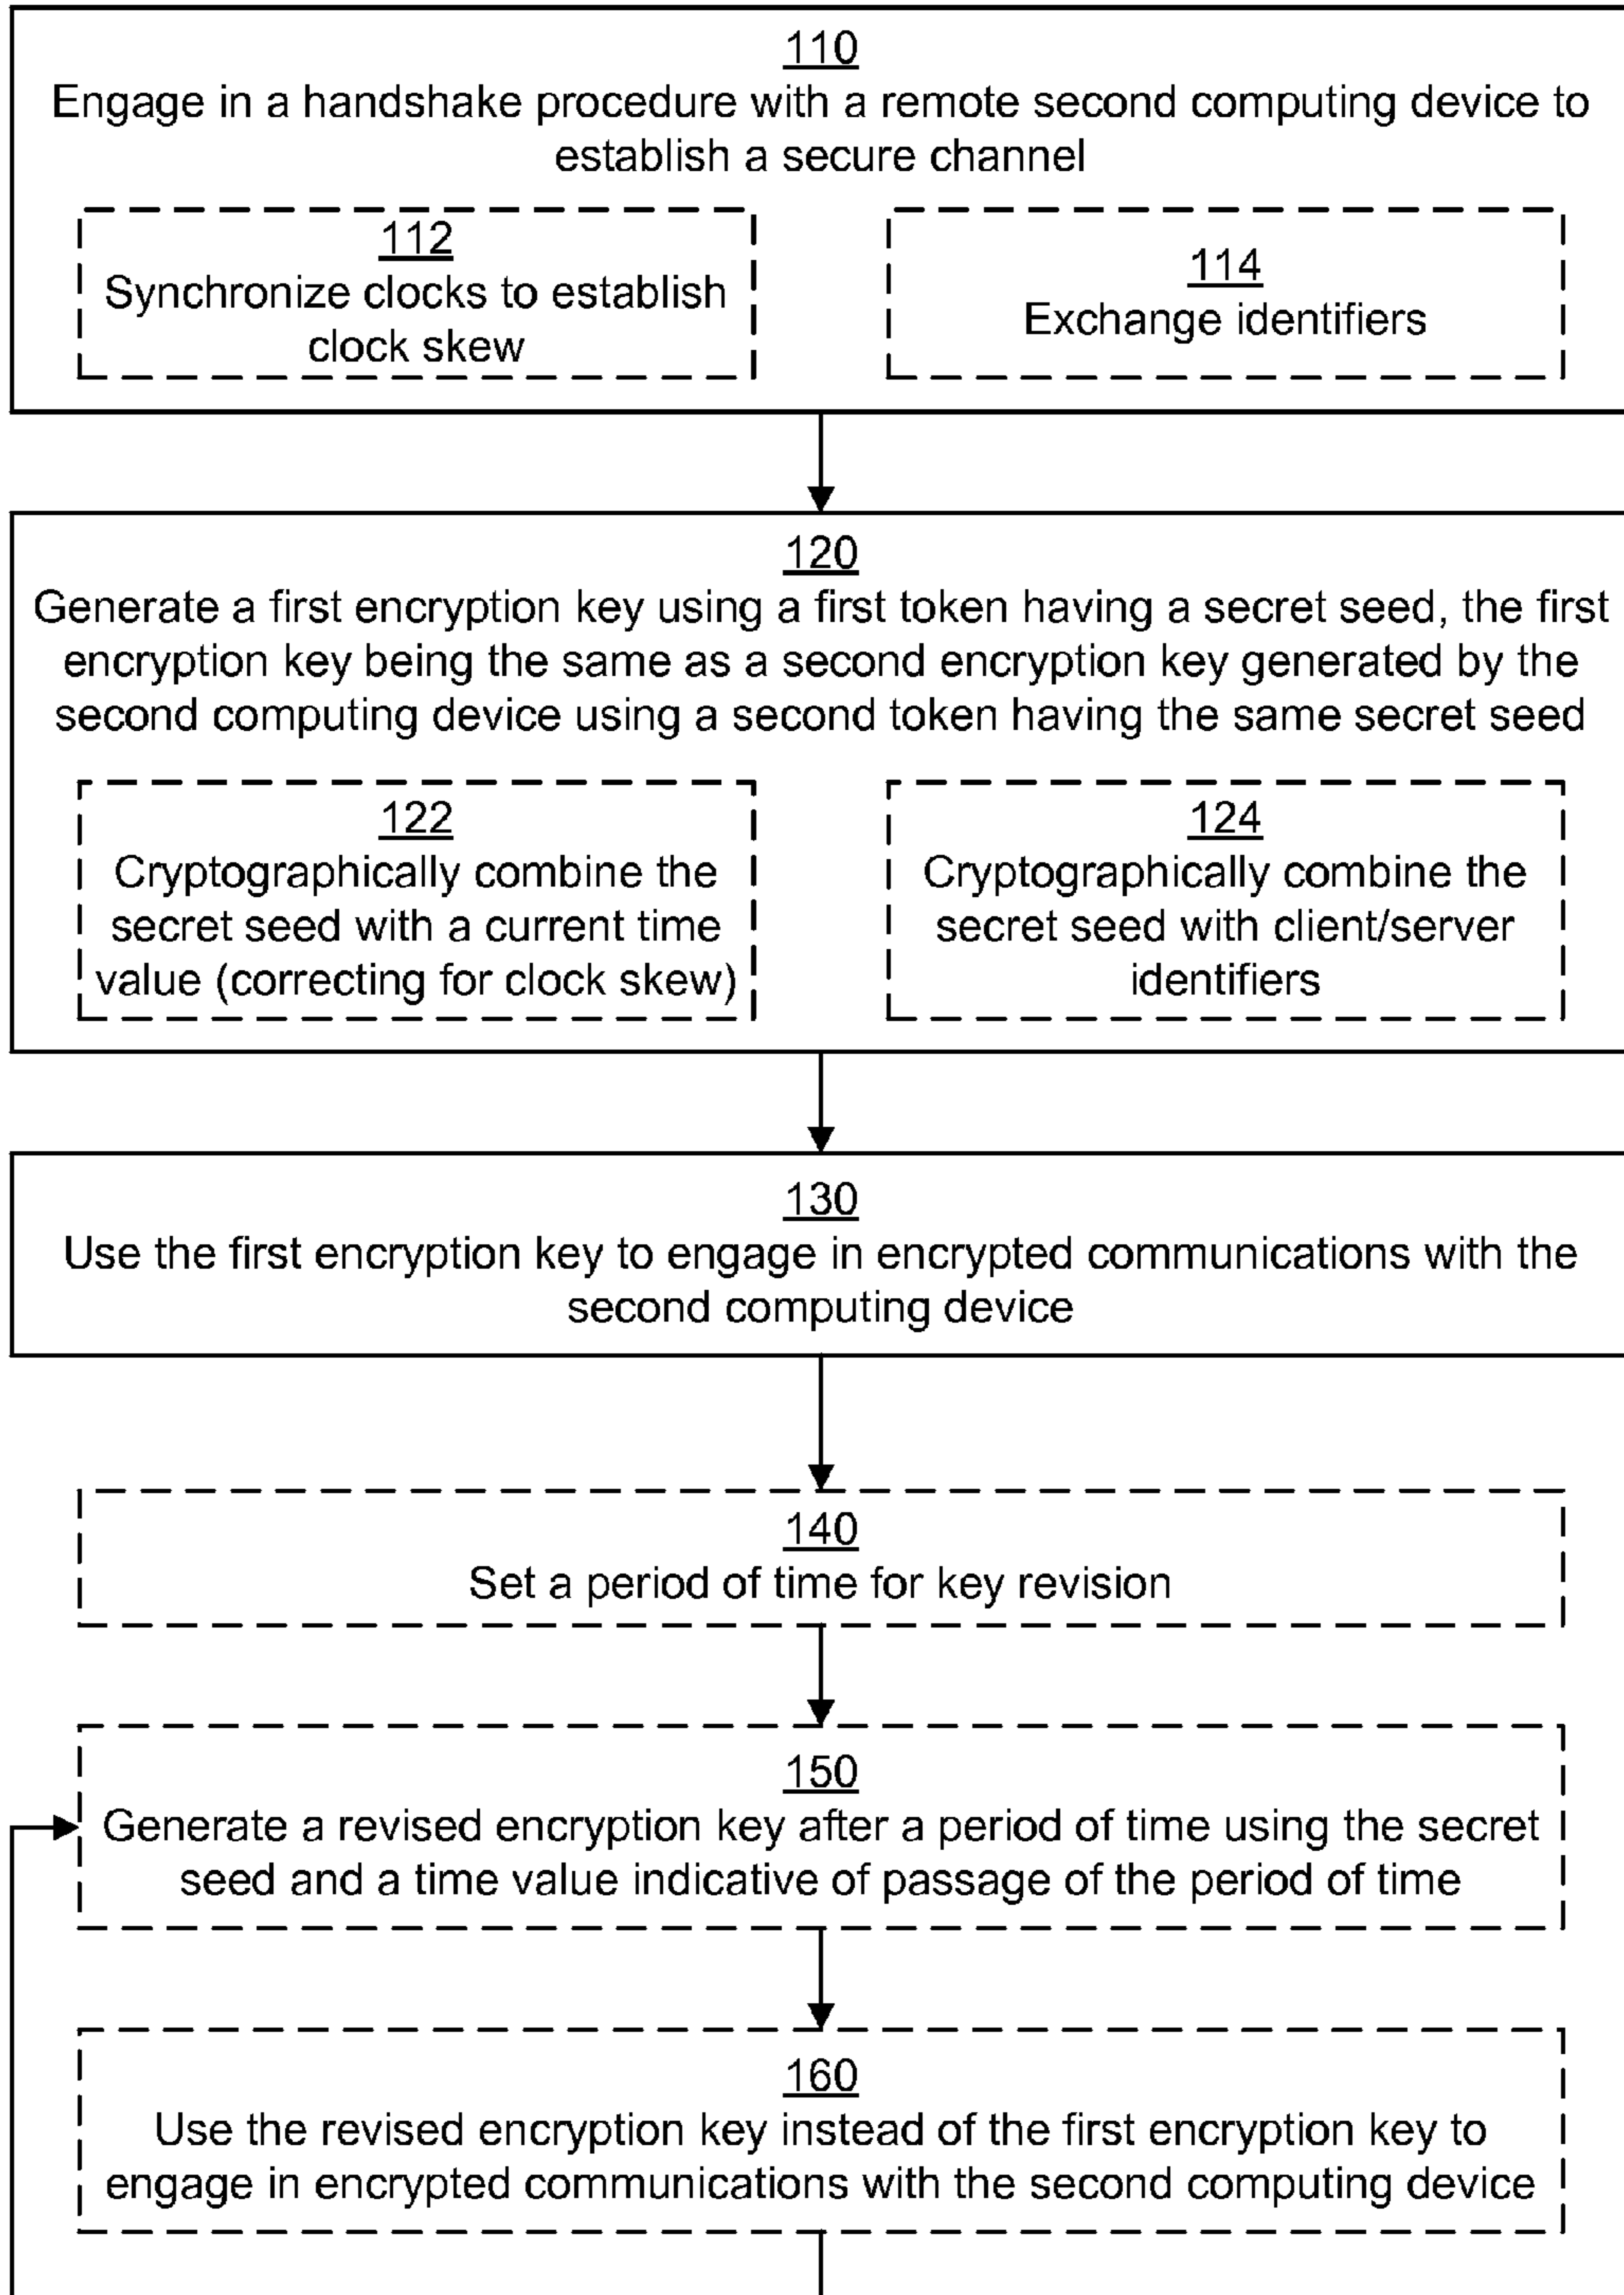 110
Engage in a handshake procedure with a remote second computing device to
establish a secure channel
112
Synchronize clocks to establish
clock skew
114
Exchange identifiers
120
Generate a first encryption key using a first token having a secret seed, the first
encryption key being the same as a second encryption key generated by the
second computing device using a second token having the same secret seed
122
Cryptographically combine the
secret seed with a current time
value (correcting for clock skew)
124
Cryptographically combine the
secret seed with client/server
identifiers
130
Use the first encryption key to engage in encrypted communications with the
second computing device
140
Set a period of time for key revision
150
Generate a revised encryption key after a period of time using the secret
seed and a time value indicative of passage of the period of time
160
Use the revised encryption key instead of the first encryption key to
engage in encrypted communications with the second computing device